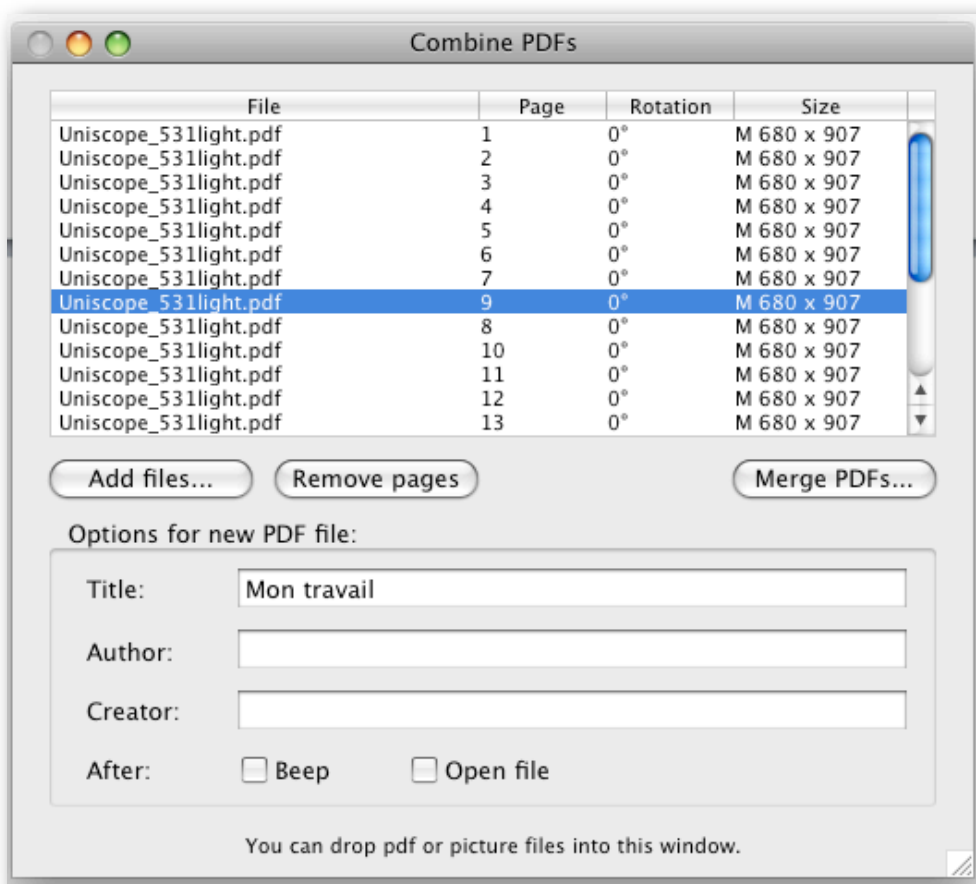 Combine PDFs
File Page Rotation Size
Uniscope_531light.pdf 1 0° M 680 x 907
Uniscope_531light.pdf 2 0° M 680 x 907
Uniscope_531light.pdf 3 0° M 680 x 907
Uniscope_531light.pdf 4 0° M 680 x 907
Uniscope_531light.pdf 5 0° M 680 x 907
Uniscope_531light.pdf 6 0° M 680 x 907
Uniscope_531light.pdf 7 0° M 680 x 907
Uniscope_531light.pdf 9 0° M 680 x 907
Uniscope_531light.pdf 8 0° M 680 x 907
Uniscope_531light.pdf 10 0° M 680 x 907
Uniscope_531light.pdf 11 0° M 680 x 907
Uniscope_531light.pdf 12 0° M 680 x 907
Uniscope_531light.pdf 13 0° M 680 x 907
Add files... Remove pages Merge PDFs...
Options for new PDF file:
Title: Mon travail
Author:
Creator:
After: Beep Open file
You can drop pdf or picture files into this window.